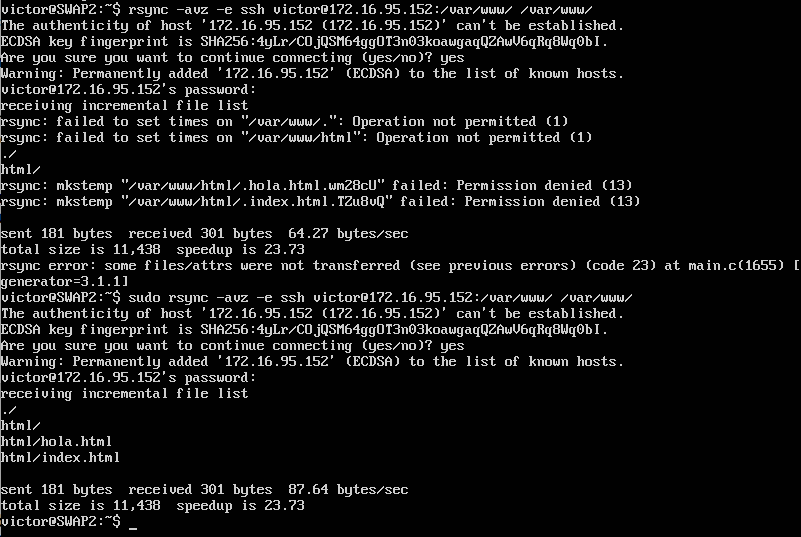 victor@SWAP2:~$ rsync -avz -e ssh victor@172.16.95.152:/var/www/ /var/www/
The authenticity of host '172.16.95.152 (172.16.95.152)' can't be established.
ECDSA key fingerprint is SHA256:4yLr/COjQSM64ggOT3n03koawgaqQZAwV6qRq8Wq0bI.
Are you sure you want to continue connecting (yes/no)? yes
Warning: Permanently added '172.16.95.152' (ECDSA) to the list of known hosts.
victor@172.16.95.152's password:
receiving incremental file list
rsync: failed to set times on "/var/www/.": Operation not permitted (1)
rsync: failed to set times on "/var/www/html": Operation not permitted (1)
./
html/
rsync: mkstemp "/var/www/html/.hola.html.wm28cU" failed: Permission denied (13)
rsync: mkstemp "/var/www/html/.index.html.TZu8vQ" failed: Permission denied (13)
sent 181 bytes  received 301 bytes  64.27 bytes/sec
total size is 11,438  speedup is 23.73
rsync error: some files/attrs were not transferred (see previous errors) (code 23) at main.c(1655) [
generator=3.1.1]
victor@SWAP2:~$ sudo rsync -avz -e ssh victor@172.16.95.152:/var/www/ /var/www/
The authenticity of host '172.16.95.152 (172.16.95.152)' can't be established.
ECDSA key fingerprint is SHA256:4yLr/COjQSM64ggOT3n03koawgaqQZAwV6qRq8Wq0bI.
Are you sure you want to continue connecting (yes/no)? yes
Warning: Permanently added '172.16.95.152' (ECDSA) to the list of known hosts.
victor@172.16.95.152's password:
receiving incremental file list
./
html/
html/hola.html
html/index.html
sent 181 bytes  received 301 bytes  87.64 bytes/sec
total size is 11,438  speedup is 23.73
victor@SWAP2:~$ _